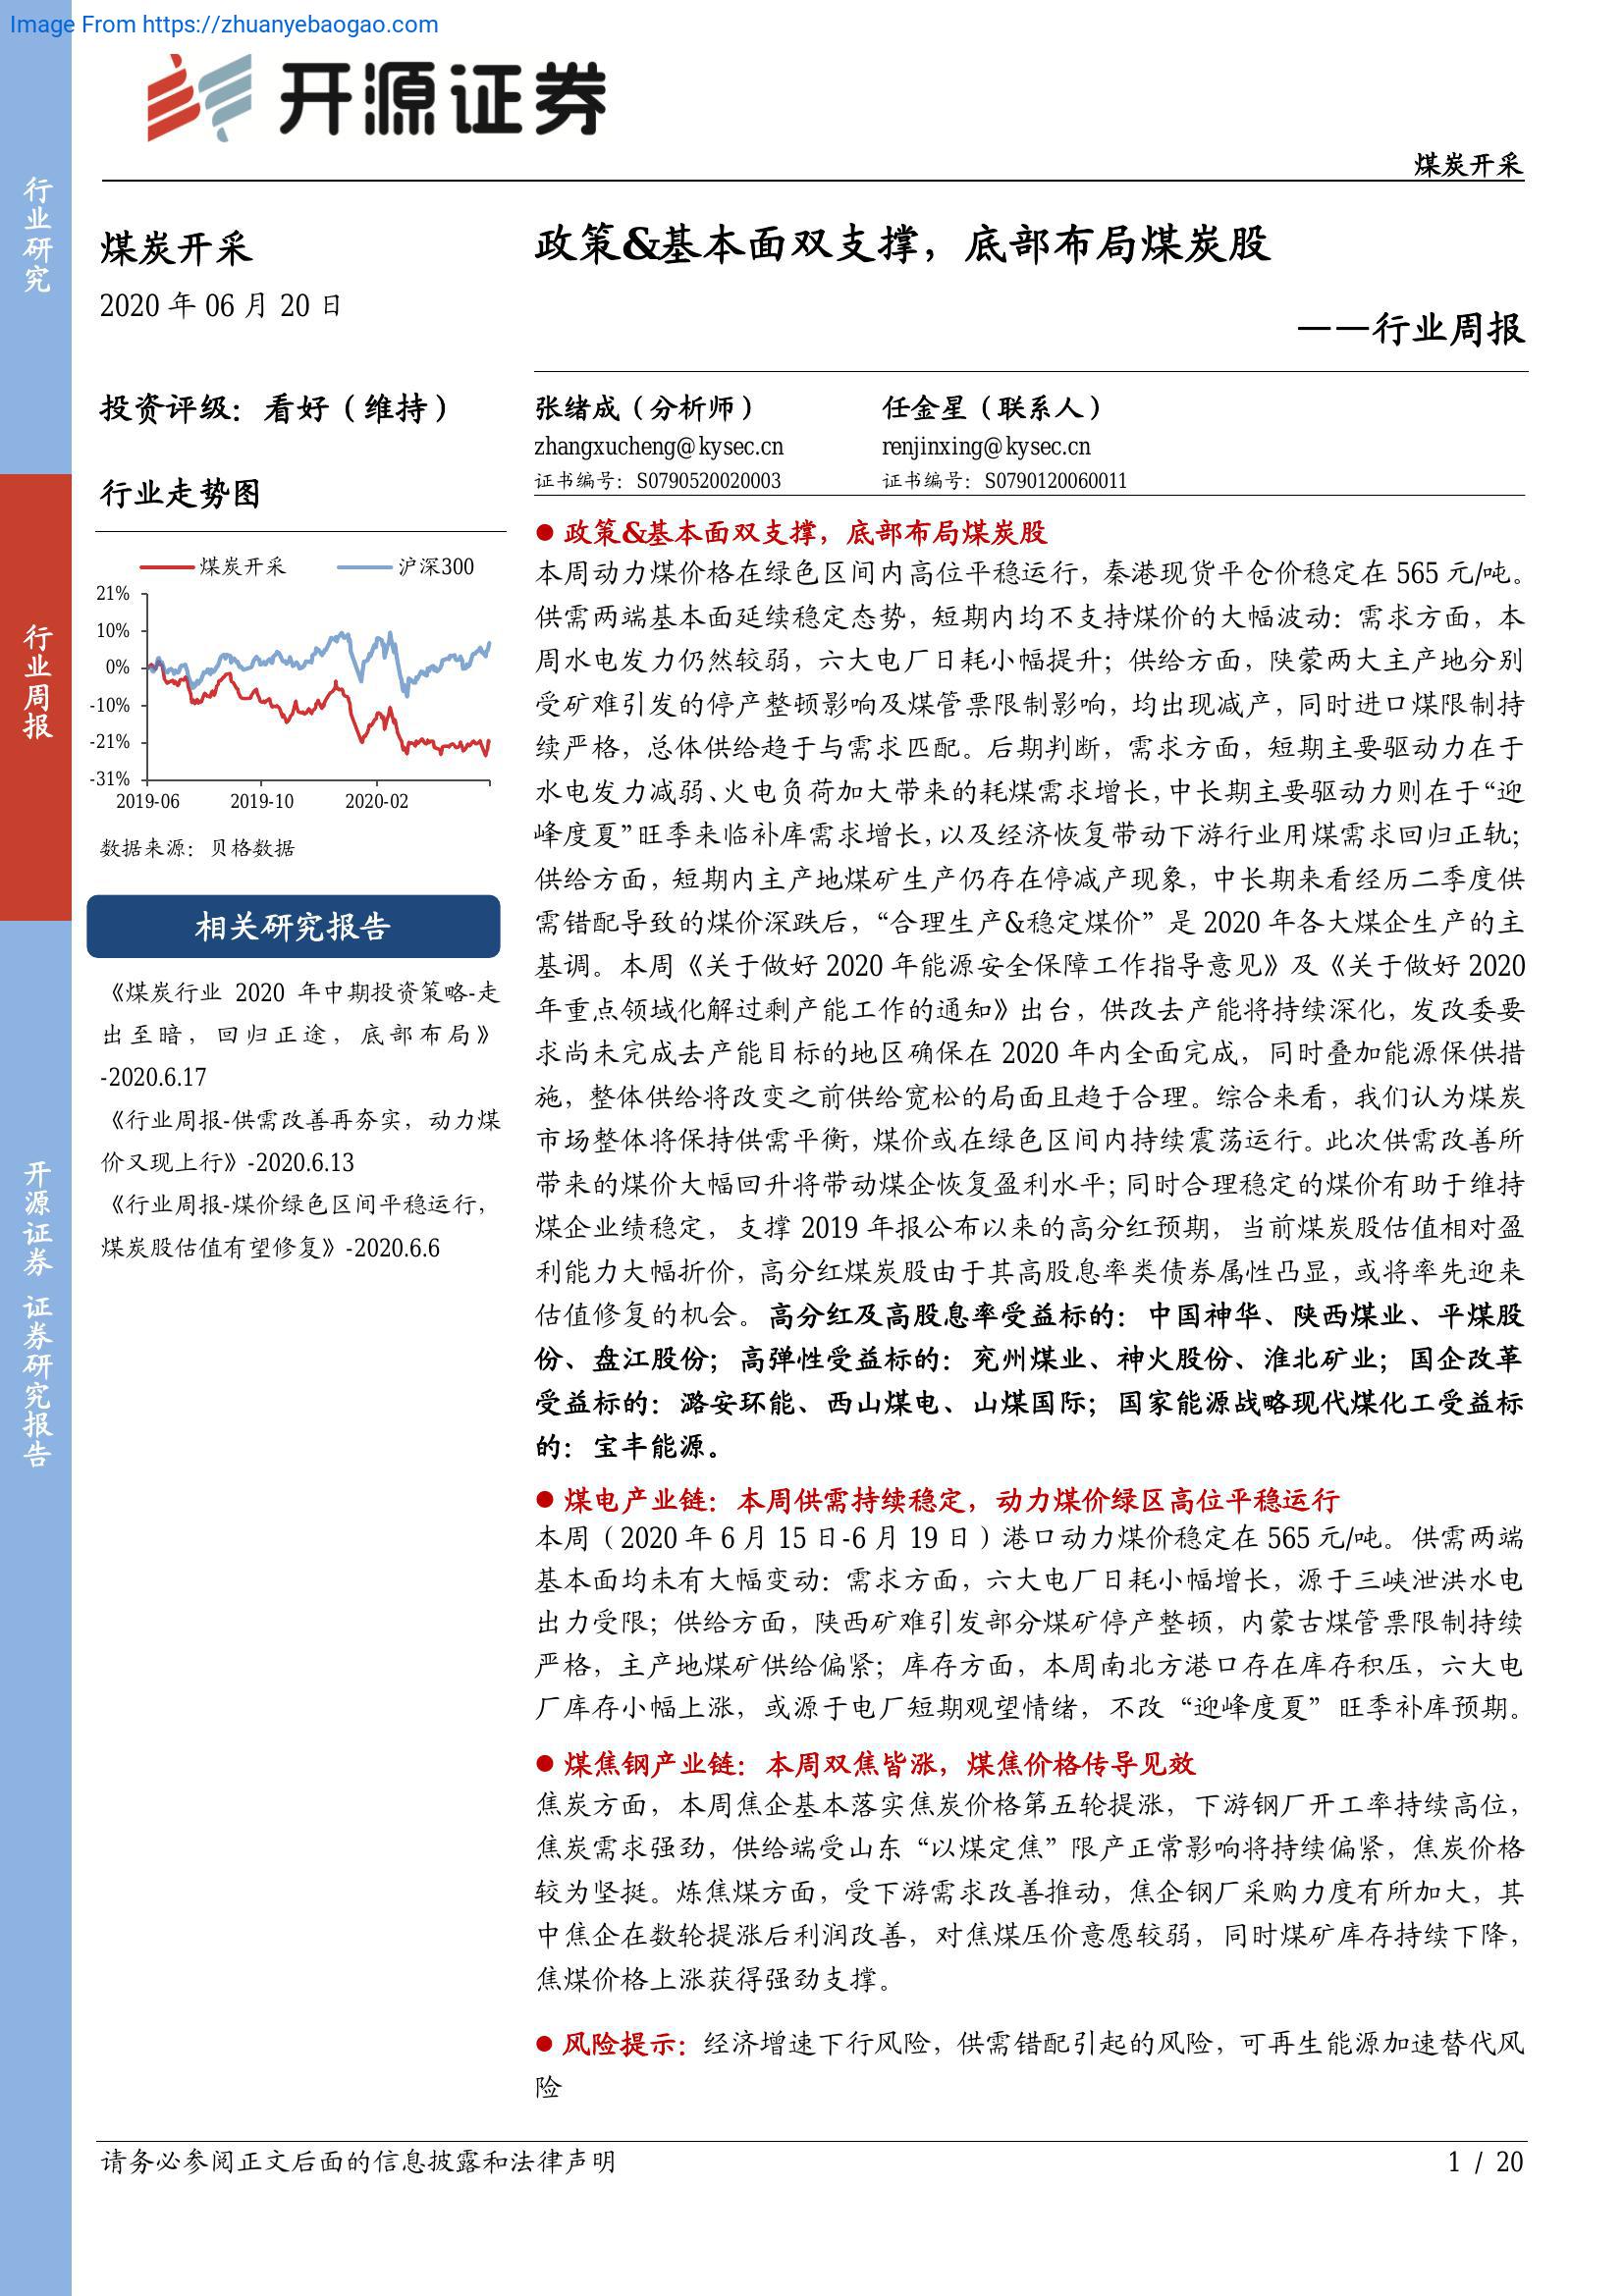 Image From https://zhuanyebaogao.com
开源证券
煤炭开采
行业研究
行业周报
开源证券 证券研究报告
煤炭开采
2020 年 06 月 20 日
投资评级：看好（维持）
行业走势图
煤炭开采 沪深300
21%
10%
0%
-10%
-21%
-31%
2019-06 2019-10 2020-02
数据来源：贝格数据
相关研究报告
《煤炭行业 2020 年中期投资策略-走
出至暗，回归正途，底部布局》
-2020.6.17
《行业周报-供需改善再夯实，动力煤
价又现上行》-2020.6.13
《行业周报-煤价绿色区间平稳运行，
煤炭股估值有望修复》-2020.6.6
政策&基本面双支撑，底部布局煤炭股
——行业周报
张绪成（分析师） 任金星（联系人）
zhangxucheng@kysec.cn renjinxing@kysec.cn
证书编号：S0790520020003 证书编号：S0790120060011
● 政策&基本面双支撑，底部布局煤炭股
本周动力煤价格在绿色区间内高位平稳运行，秦港现货平仓价稳定在 565 元/吨。
供需两端基本面延续稳定态势，短期内均不支持煤价的大幅波动：需求方面，本
周水电发力仍然较弱，六大电厂日耗小幅提升；供给方面，陕蒙两大主产地分别
受矿难引发的停产整顿影响及煤管票限制影响，均出现减产，同时进口煤限制持
续严格，总体供给趋于与需求匹配。后期判断，需求方面，短期主要驱动力在于
水电发力减弱、火电负荷加大带来的耗煤需求增长，中长期主要驱动力则在于“迎
峰度夏”旺季来临补库需求增长，以及经济恢复带动下游行业用煤需求回归正轨；
供给方面，短期内主产地煤矿生产仍存在停减产现象，中长期来看经历二季度供
需错配导致的煤价深跌后，“合理生产&稳定煤价”是 2020 年各大煤企生产的主
基调。本周《关于做好 2020 年能源安全保障工作指导意见》及《关于做好 2020
年重点领域化解过剩产能工作的通知》出台，供改去产能将持续深化，发改委要
求尚未完成去产能目标的地区确保在 2020 年内全面完成，同时叠加能源保供措
施，整体供给将改变之前供给宽松的局面且趋于合理。综合来看，我们认为煤炭
市场整体将保持供需平衡，煤价或在绿色区间内持续震荡运行。此次供需改善所
带来的煤价大幅回升将带动煤企恢复盈利水平；同时合理稳定的煤价有助于维持
煤企业绩稳定，支撑 2019 年报公布以来的高分红预期，当前煤炭股估值相对盈
利能力大幅折价，高分红煤炭股由于其高股息率类债券属性凸显，或将率先迎来
估值修复的机会。高分红及高股息率受益标的：中国神华、陕西煤业、平煤股
份、盘江股份；高弹性受益标的：兖州煤业、神火股份、淮北矿业；国企改革
受益标的：潞安环能、西山煤电、山煤国际；国家能源战略现代煤化工受益标
的：宝丰能源。
● 煤电产业链：本周供需持续稳定，动力煤价绿区高位平稳运行
本周（2020 年 6 月 15 日-6 月 19 日）港口动力煤价稳定在 565 元/吨。供需两端
基本面均未有大幅变动：需求方面，六大电厂日耗小幅增长，源于三峡泄洪水电
出力受限；供给方面，陕西矿难引发部分煤矿停产整顿，内蒙古煤管票限制持续
严格，主产地煤矿供给偏紧；库存方面，本周南北方港口存在库存积压，六大电
厂库存小幅上涨，或源于电厂短期观望情绪，不改“迎峰度夏”旺季补库预期。
● 煤焦钢产业链：本周双焦皆涨，煤焦价格传导见效
焦炭方面，本周焦企基本落实焦炭价格第五轮提涨，下游钢厂开工率持续高位，
焦炭需求强劲，供给端受山东“以煤定焦”限产正常影响将持续偏紧，焦炭价格
较为坚挺。炼焦煤方面，受下游需求改善推动，焦企钢厂采购力度有所加大，其
中焦企在数轮提涨后利润改善，对焦煤压价意愿较弱，同时煤矿库存持续下降，
焦煤价格上涨获得强劲支撑。
● 风险提示：经济增速下行风险，供需错配引起的风险，可再生能源加速替代风
险
请务必参阅正文后面的信息披露和法律声明 1 / 20